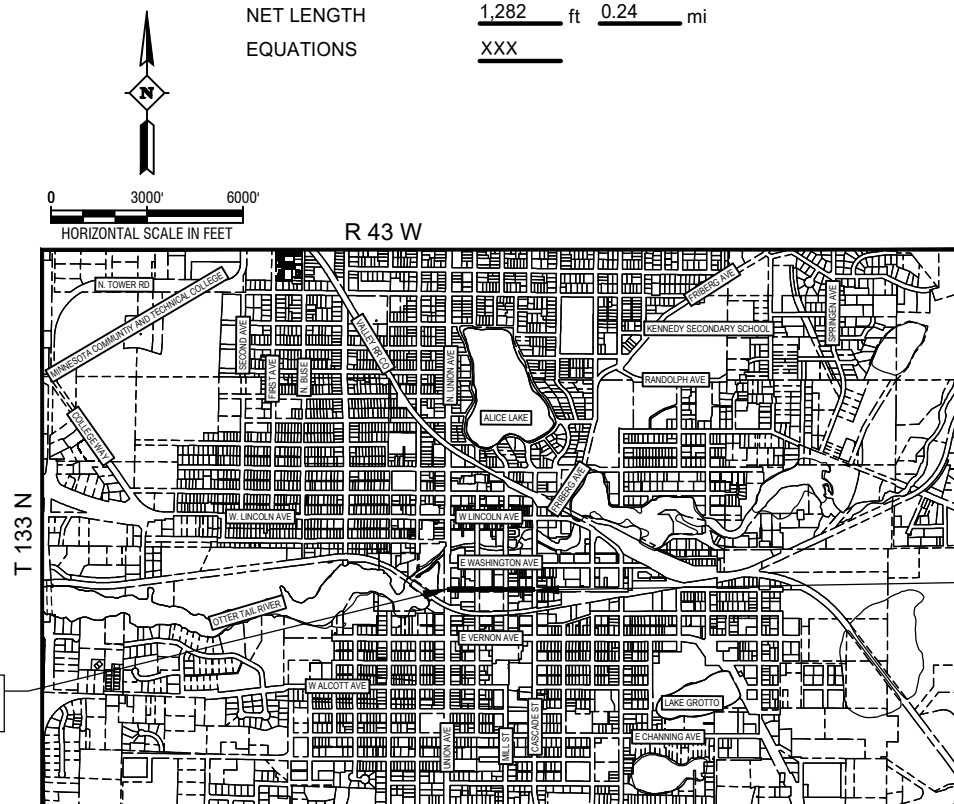 NET LENGTH 1,282 ft 0.24 mi
EQUATIONS XXX
N
0 3000' 6000'
HORIZONTAL SCALE IN FEET
R 43 W
T 133 N
N. TOWER RD
MINNESOTA COMMUNTIY AND TECHNICAL COLLEGE
FRIBERG AVE
SPRINGEN AVE
KENNEDY SECONDARY SCHOOL
VALLEY RR CO
SECOND AVE
FIRST AVE
N. BUSE
N. UNION AVE
RANDOLPH AVE
ALICE LAKE
COLLEGE WAY
FRIBERG AVE
W. LINCOLN AVE
W LINCOLN AVE
E WASHINGTON AVE
OTTER TAIL RIVER
E VERNON AVE
W ALCOTT AVE
LAKE GROTTO
UNION AVE
MILL ST
CASCADE ST
E CHANNING AVE